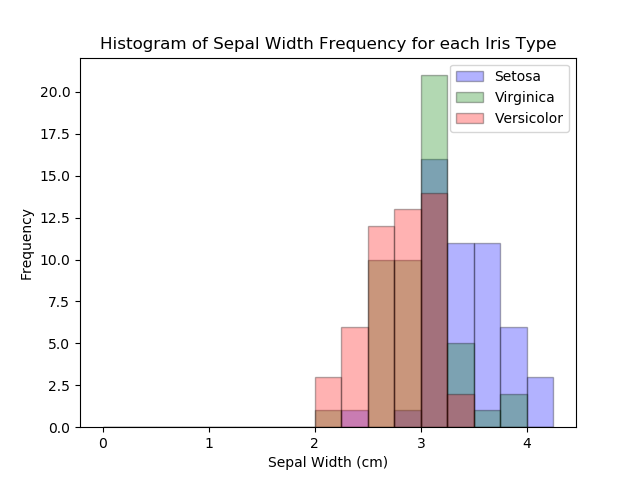 Histogram of Sepal Width Frequency for each Iris Type
Setosa
Virginica
Versicolor
20.0
17.5
15.0
12.5
10.0
7.5
5.0
2.5
0.0
Frequency
0 1 2 3 4
Sepal Width (cm)